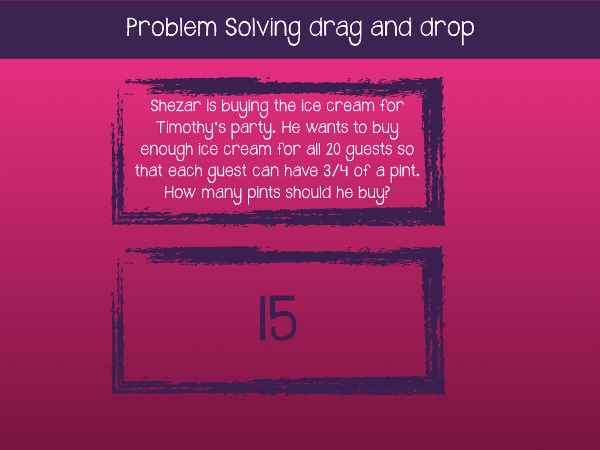 Problem Solving drag and drop
Shezar is buying the ice cream for
Timothy's party. He wants to buy
enough ice cream for all 20 guests so
that each guest can have 3/4 of a pint.
How many pints should he buy?
15